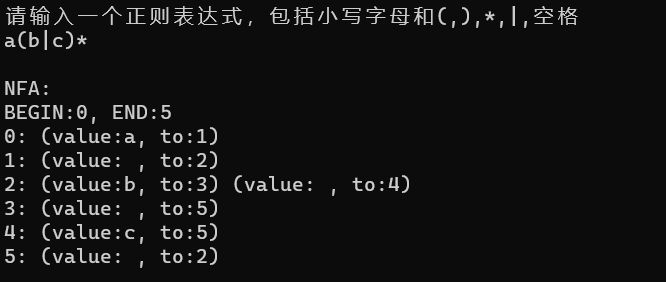 请输入一个正则表达式，包括小写字母和(,),*,|,空格
a(b|c)*
NFA:
BEGIN:0, END:5
0: (value:a, to:1)
1: (value: , to:2)
2: (value:b, to:3) (value: , to:4)
3: (value: , to:5)
4: (value:c, to:5)
5: (value: , to:2)